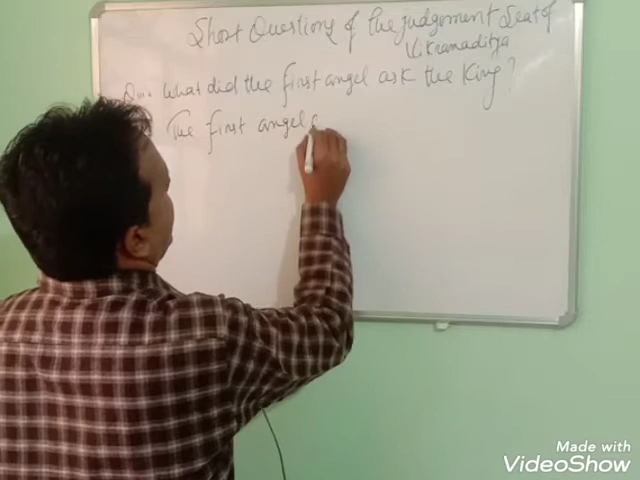 Short Questions of the judgement Seat of
Vikramaditya
Qu1. What did the first angel ask the King?
The first angel
Made with
VideoShow